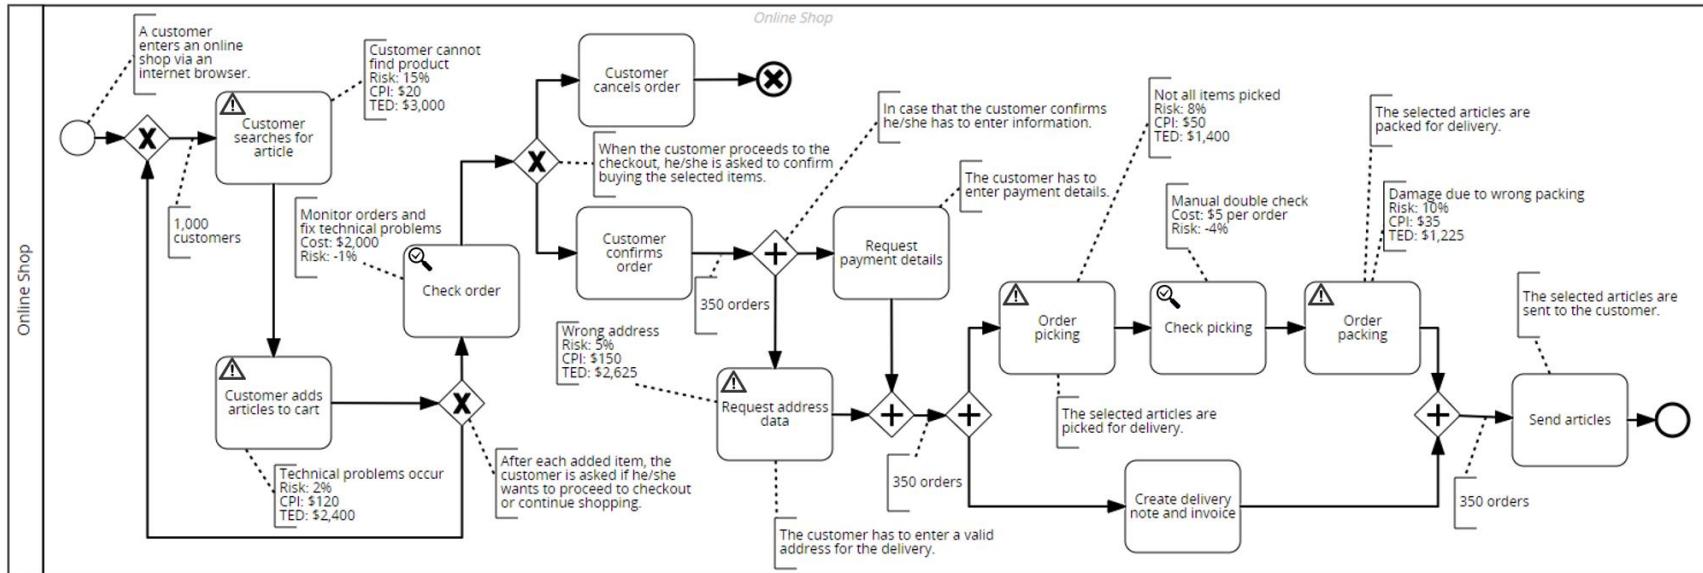 Online Shop
Online Shop
A customer
enters an online
shop via an
internet browser.
Customer
searches for
article
Customer cannot
find product
Risk: 15%
CPI: $20
TED: $3,000
1,000
customers
Customer adds
articles to cart
Technical problems occur
Risk: 2%
CPI: $120
TED: $2,400
Monitor orders and
fix technical problems
Cost: $2,000
Risk: -1%
Check order
After each added item, the
customer is asked if he/she
wants to proceed to checkout
or continue shopping.
Customer
cancels order
When the customer proceeds to the
checkout, he/she is asked to confirm
buying the selected items.
Customer
confirms
order
350 orders
In case that the customer confirms
he/she has to enter information.
The customer has to
enter payment details.
Request
payment details
Wrong address
Risk: 5%
CPI: $150
TED: $2,625
Request address
data
The customer has to enter a valid
address for the delivery.
350 orders
Not all items picked
Risk: 8%
CPI: $50
TED: $1,400
Order
picking
The selected articles are
picked for delivery.
Manual double check
Cost: $5 per order
Risk: -4%
Check picking
The selected articles are
packed for delivery.
Damage due to wrong packing
Risk: 10%
CPI: $35
TED: $1,225
Order
packing
Create delivery
note and invoice
The selected articles are
sent to the customer.
Send articles
350 orders